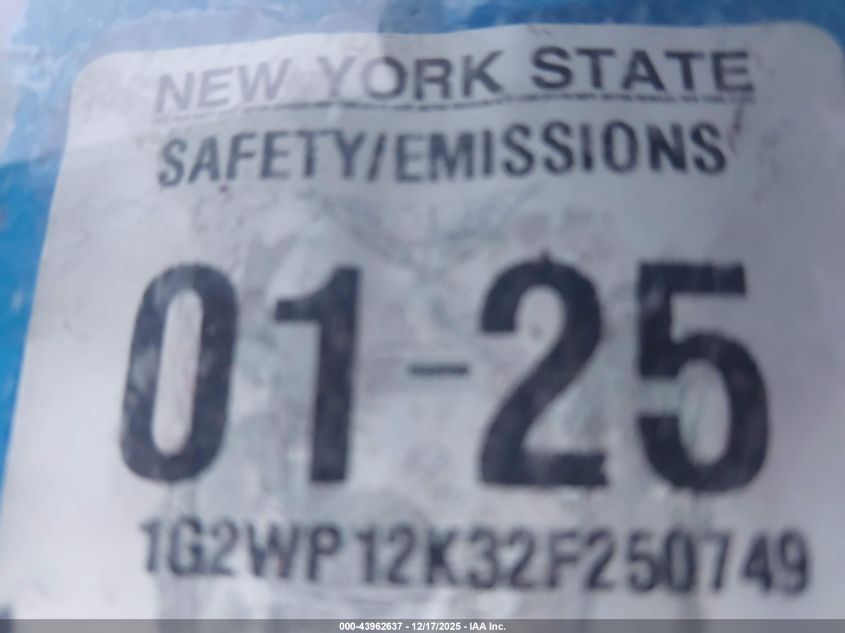 NEW YORK STATE
SAFETY/EMISSIONS
01-25
1G2WP12K32F250749
000-43962637 - 12/17/2025 - IAA Inc.